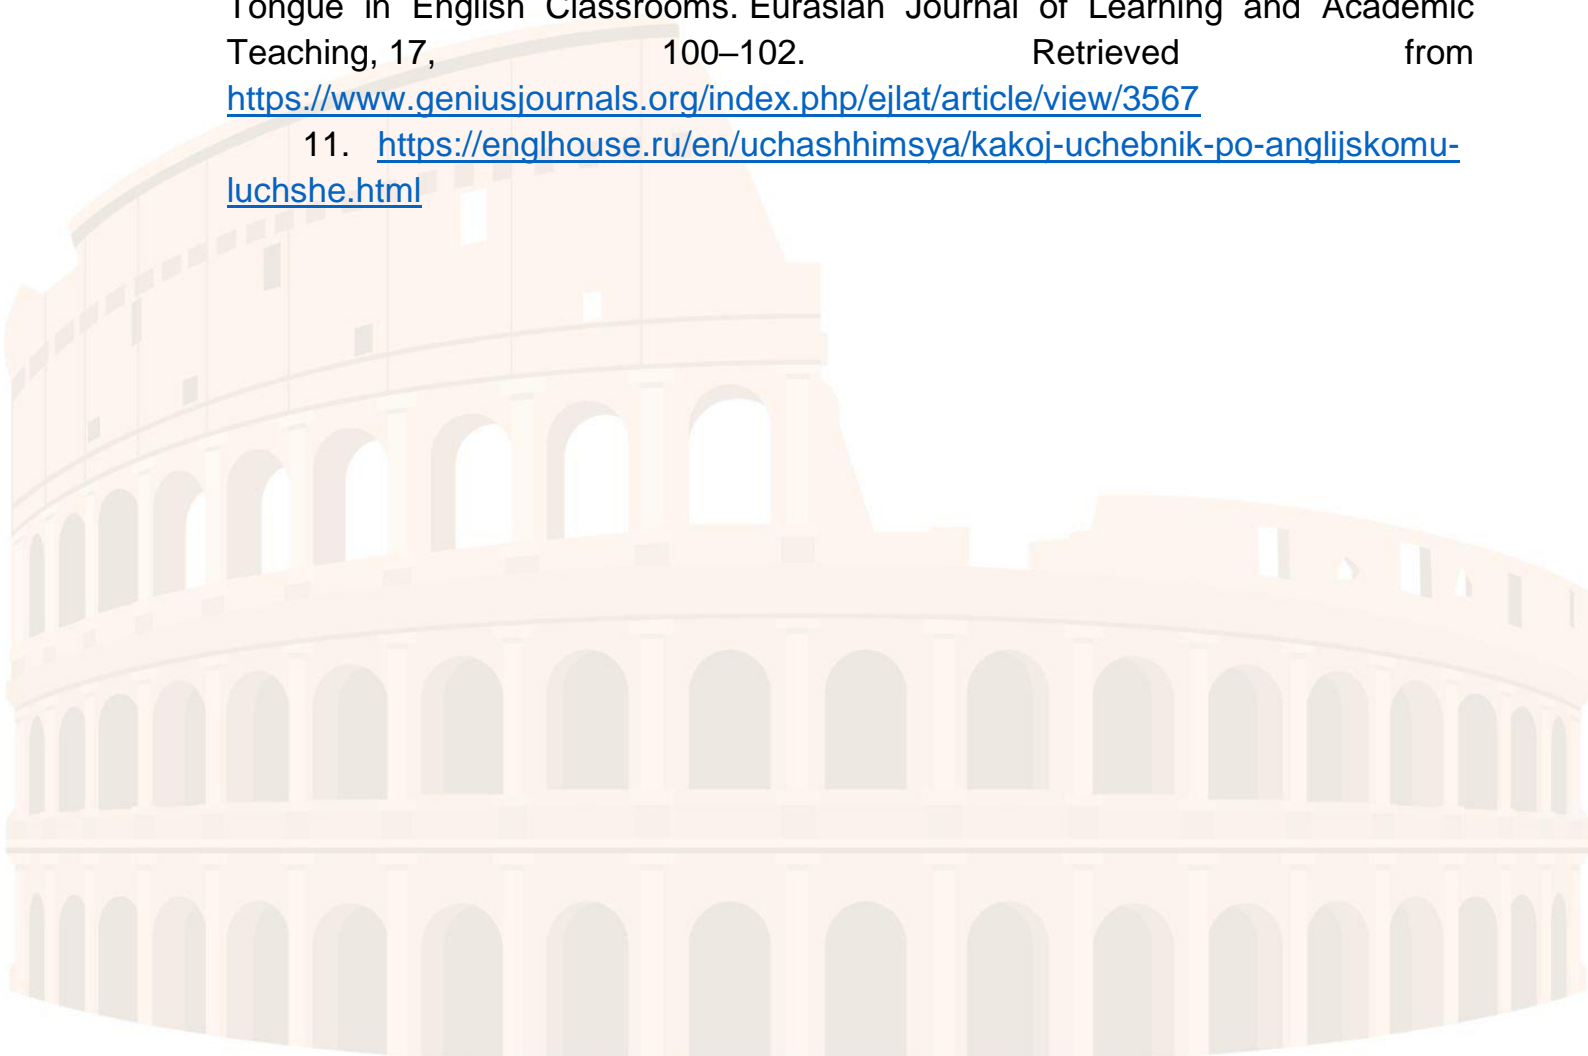 Tongue in English Classrooms. Eurasian Journal of Learning and Academic
Teaching, 17, 100–102. Retrieved from
https://www.geniusjournals.org/index.php/ejlat/article/view/3567
11. https://englhouse.ru/en/uchashhimsya/kakoj-uchebnik-po-anglijskomu-
luchshe.html